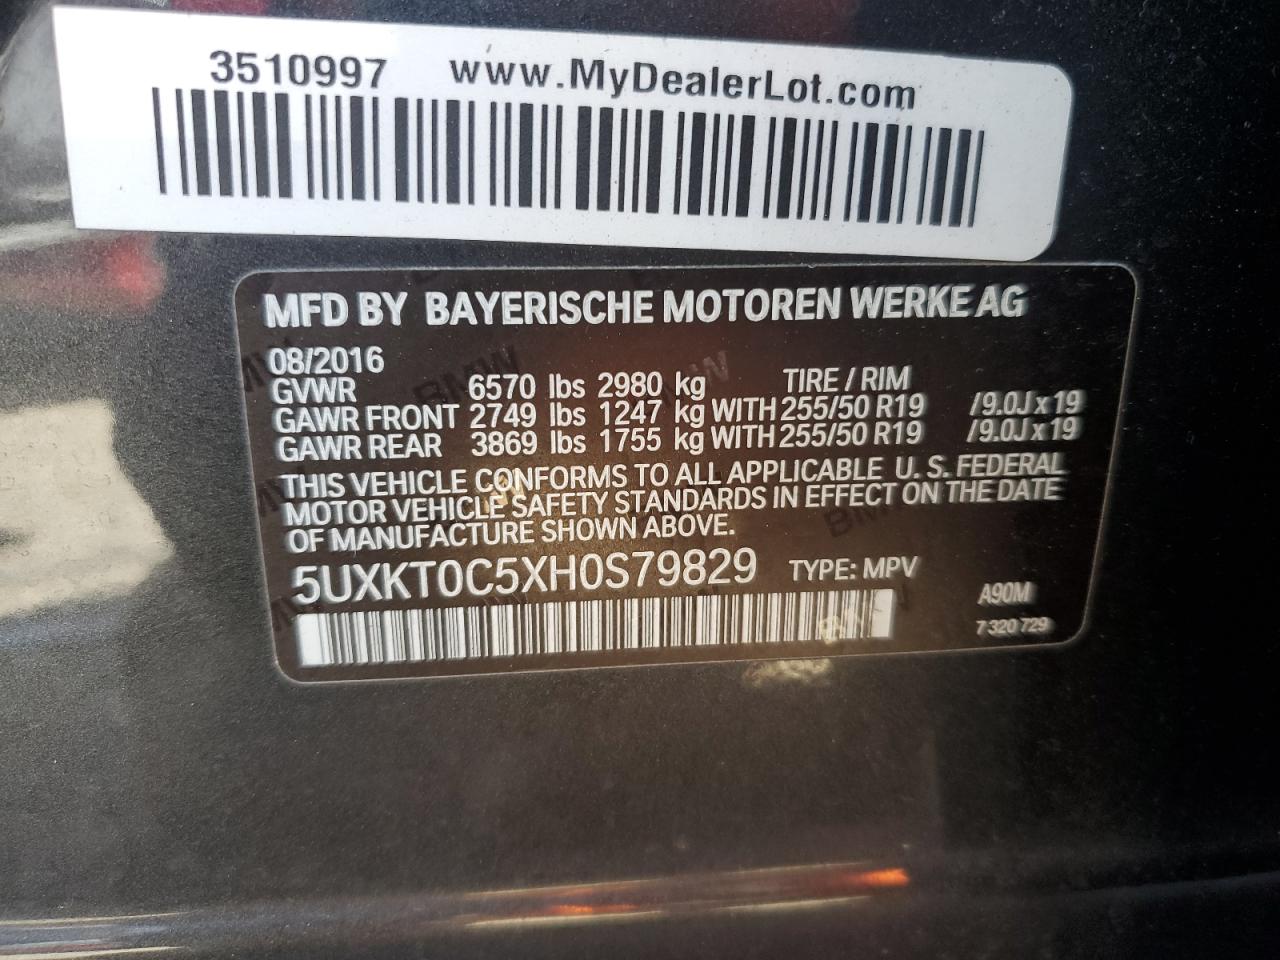 3510997 www.MyDealerLot.com
MFD BY BAYERISCHE MOTOREN WERKE AG
08/2016
GVWR 6570 lbs 2980 kg TIRE / RIM
GAWR FRONT 2749 lbs 1247 kg WITH 255/50 R19 /9.0J x 19
GAWR REAR 3869 lbs 1755 kg WITH 255/50 R19 /9.0J x 19
THIS VEHICLE CONFORMS TO ALL APPLICABLE U. S. FEDERAL
MOTOR VEHICLE SAFETY STANDARDS IN EFFECT ON THE DATE
OF MANUFACTURE SHOWN ABOVE.
5UXKT0C5XH0S79829 TYPE: MPV
A90M
7 320 729